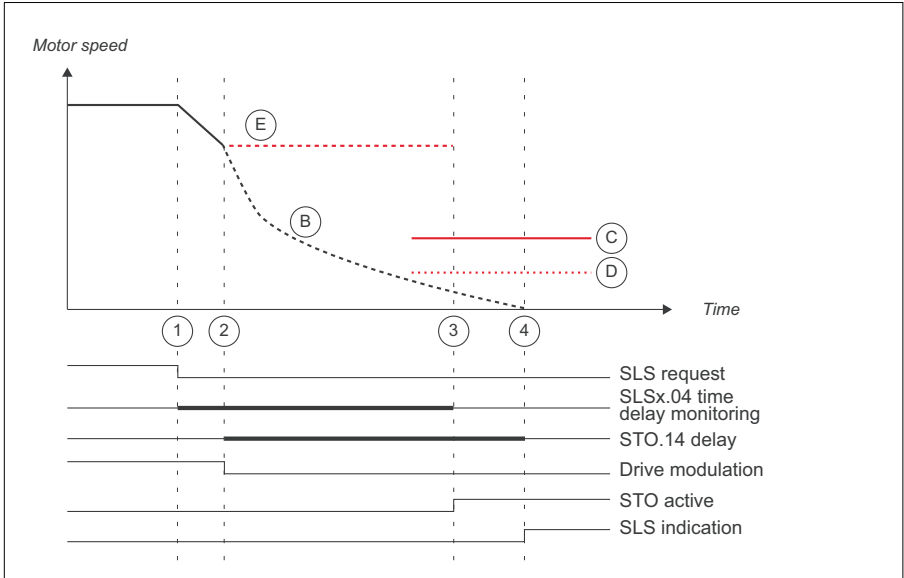 Motor speed
E
B
C
D
Time
1 2 3 4
SLS request
SLSx.04 time
delay monitoring
STO.14 delay
Drive modulation
STO active
SLS indication